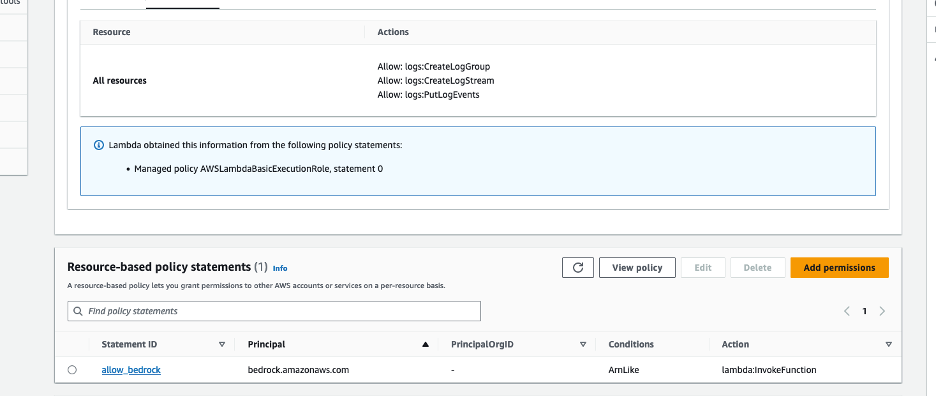 tools
Resource Actions
All resources
Allow: logs:CreateLogGroup
Allow: logs:CreateLogStream
Allow: logs:PutLogEvents
Lambda obtained this information from the following policy statements:
• Managed policy AWSLambdaBasicExecutionRole, statement 0
Resource-based policy statements (1) Info
View policy Edit Delete Add permissions
A resource-based policy lets you grant permissions to other AWS accounts or services on a per-resource basis.
Find policy statements
1
Statement ID Principal PrincipalOrgID Conditions Action
allow_bedrock bedrock.amazonaws.com - ArnLike lambda:InvokeFunction